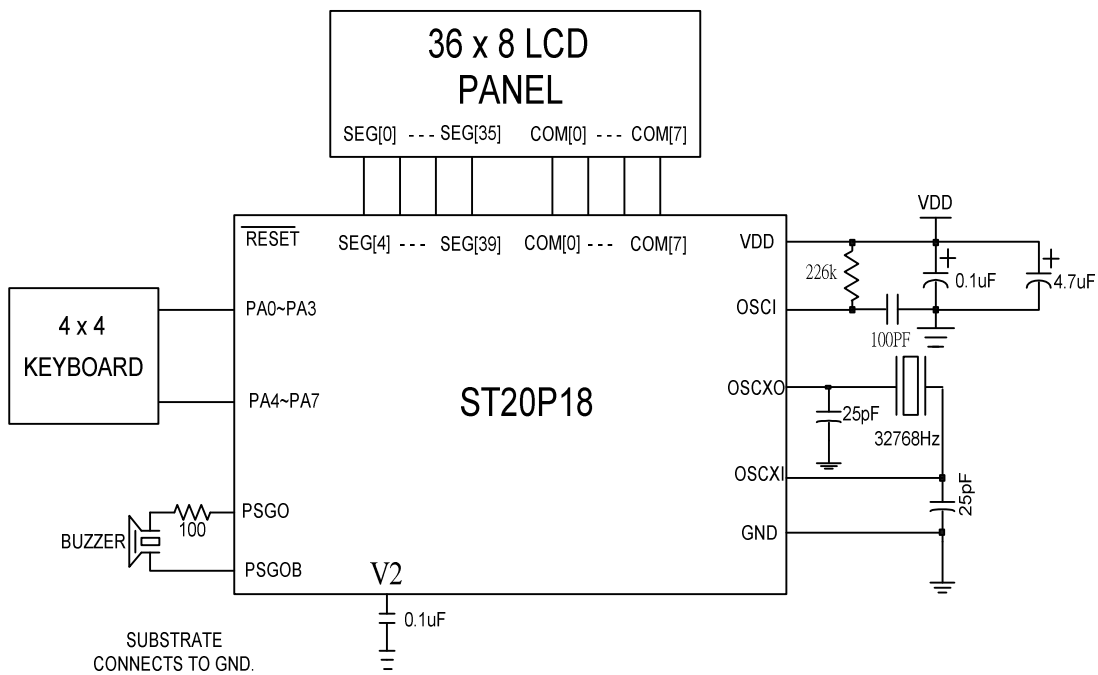 36 x 8 LCD
PANEL
SEG[0] - - - SEG[35] COM[0] - - - COM[7]
RESET SEG[4] - - - SEG[39] COM[0] - - - COM[7] VDD
VDD
226k
+
0.1uF
+
4.7uF
4 x 4
KEYBOARD
PA0~PA3
OSCI
100PF
PA4~PA7
ST20P18
OSCXO
25pF
32768Hz
OSCXI
25pF
PSGO
100
GND
BUZZER
PSGOB
V2
0.1uF
SUBSTRATE
CONNECTS TO GND.